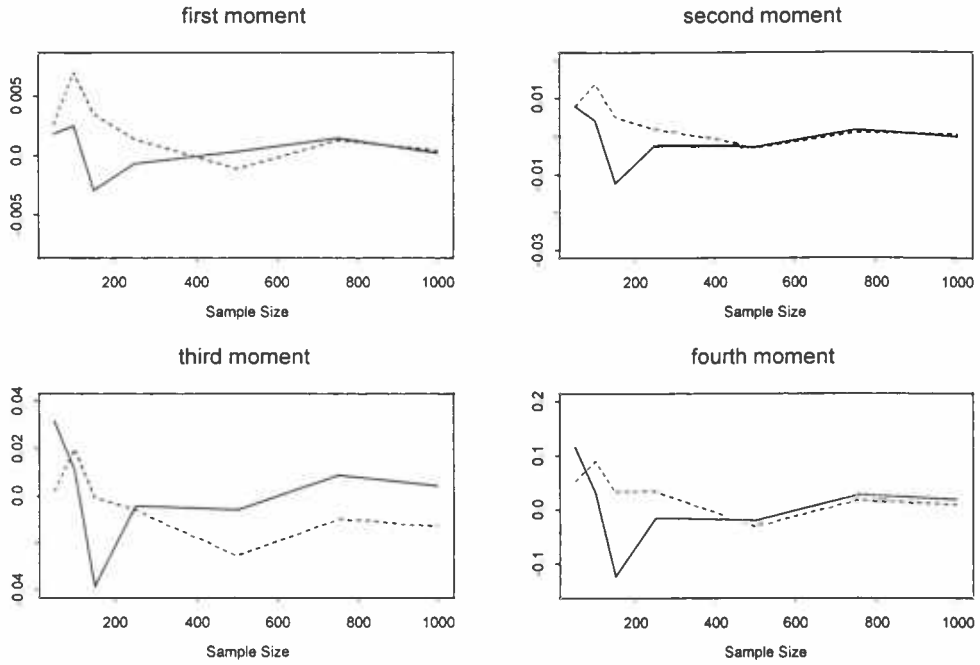 first moment
0.005
0.0
-0.005
200 400 600 800 1000
Sample Size
second moment
0.01
-0.01
-0.03
200 400 600 800 1000
Sample Size
third moment
0.04
0.02
0.0
0.04
200 400 600 800 1000
Sample Size
fourth moment
0.2
0.1
0.0
-0.1
200 400 600 800 1000
Sample Size